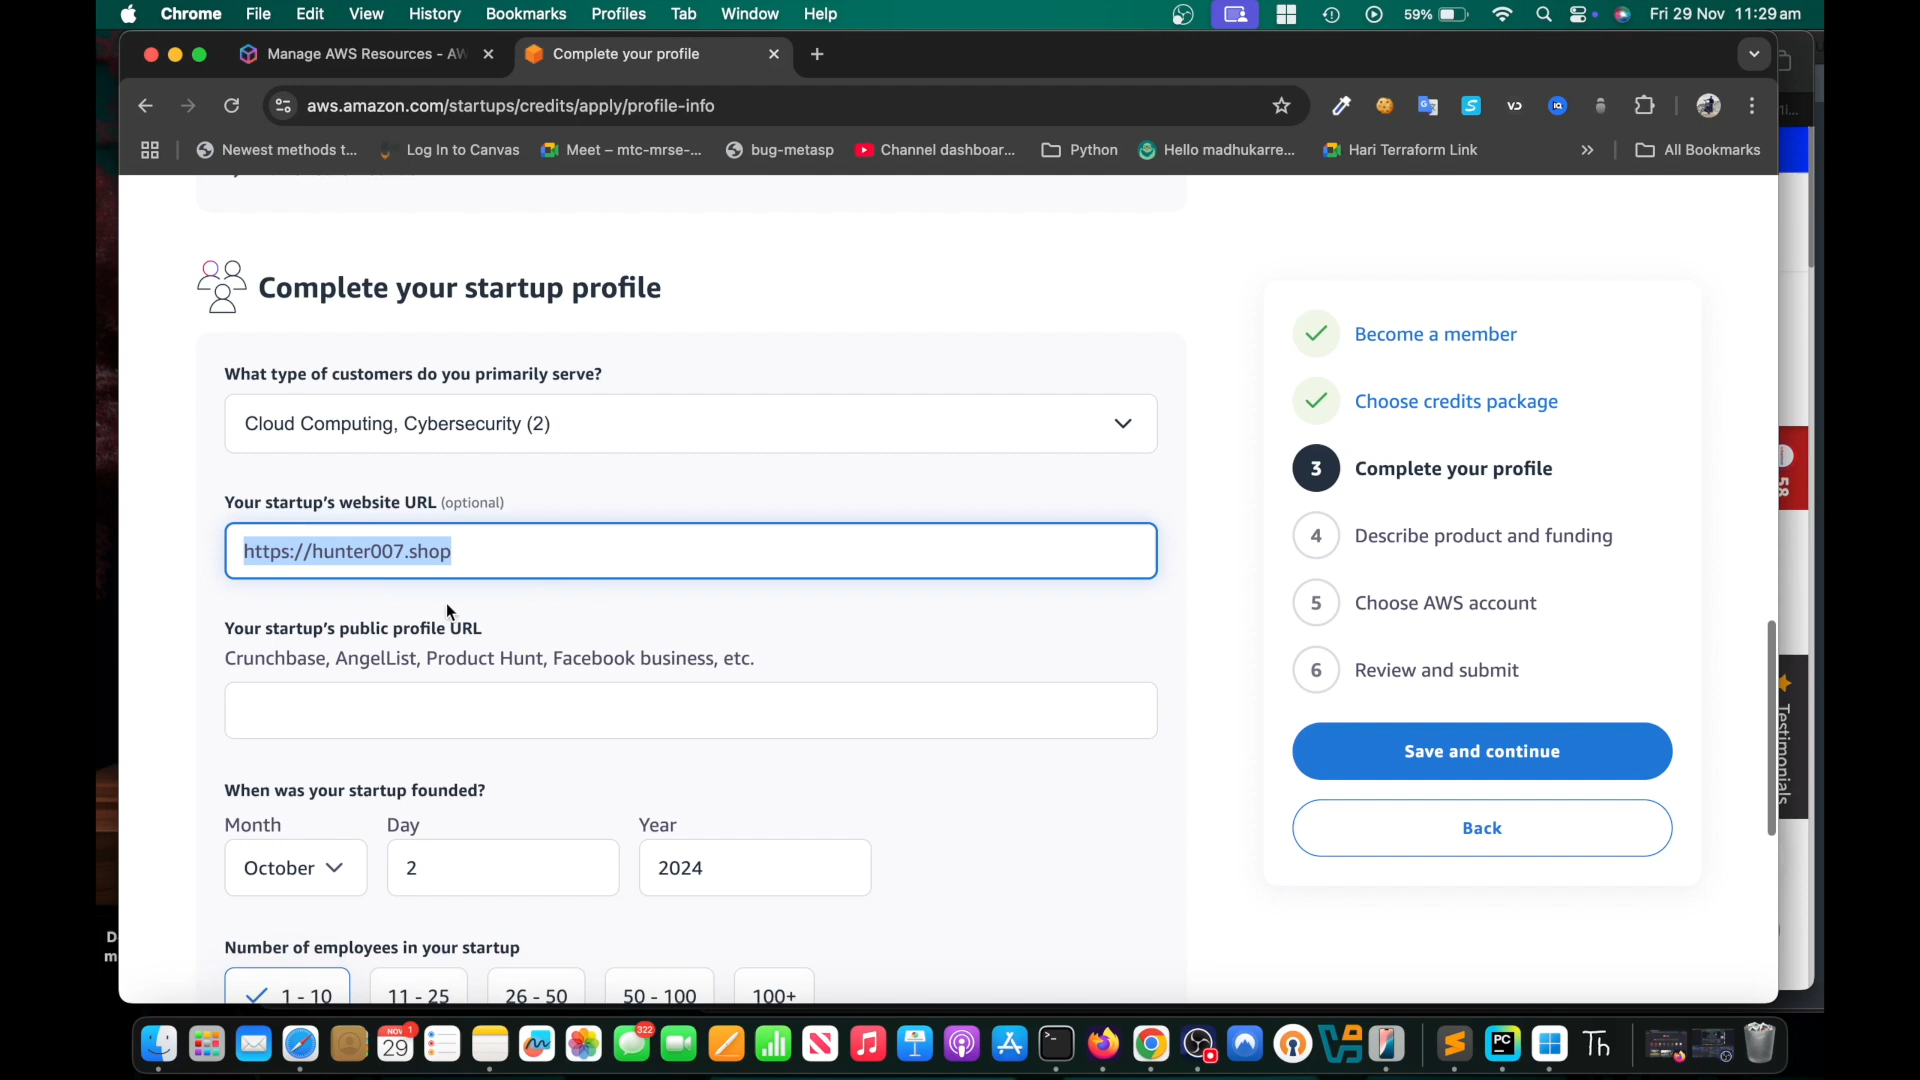 Chrome File Edit View History Bookmarks Profiles Tab Window Help 59% Fri 29 Nov 11:29 am
Manage AWS Resources - AW Complete your profile
aws.amazon.com/startups/credits/apply/profile-info
Newest methods t... Log In to Canvas Meet – mtc-mrse-... bug-metasp Channel dashboar... Python Hello madhukarre... Hari Terraform Link All Bookmarks
Complete your startup profile
What type of customers do you primarily serve?
Cloud Computing, Cybersecurity (2)
Your startup's website URL (optional)
https://hunter007.shop
Your startup's public profile URL
Crunchbase, AngelList, Product Hunt, Facebook business, etc.
When was your startup founded?
Month Day Year
October 2 2024
Number of employees in your startup
1 - 10 11 - 25 26 - 50 50 - 100 100+
Become a member
Choose credits package
3 Complete your profile
4 Describe product and funding
5 Choose AWS account
6 Review and submit
Save and continue
Back
58
Testimonials
D
m
322
NOV 1
29
PC
Th